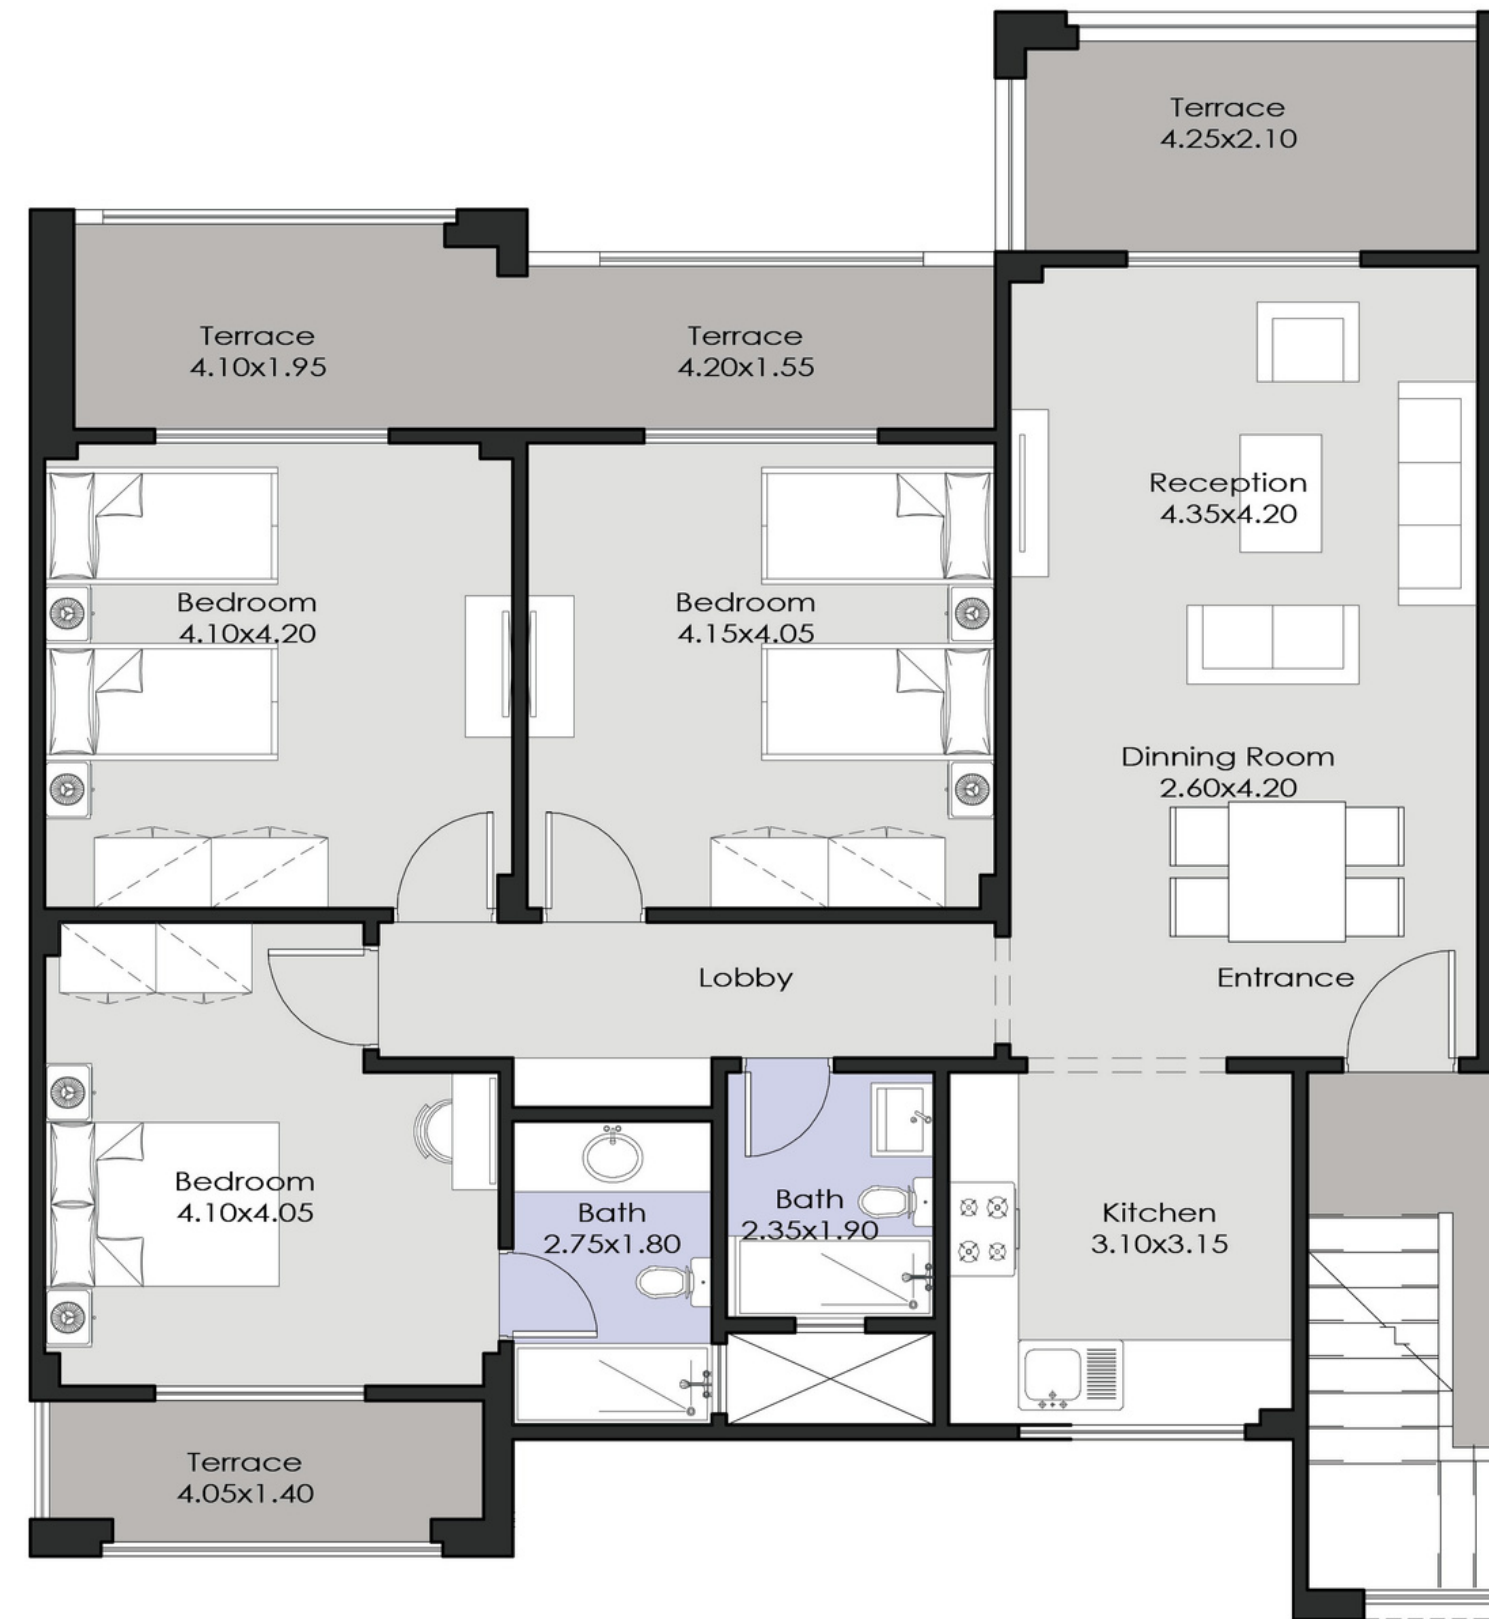 Terrace
4.25x2.10
Terrace
4.10x1.95
Terrace
4.20x1.55
Reception
4.35x4.20
Bedroom
4.10x4.20
Bedroom
4.15x4.05
Dinning Room
2.60x4.20
Lobby
Entrance
Bedroom
4.10x4.05
Bath
2.75x1.80
Bath
2.35x1.90
Kitchen
3.10x3.15
Terrace
4.05x1.40